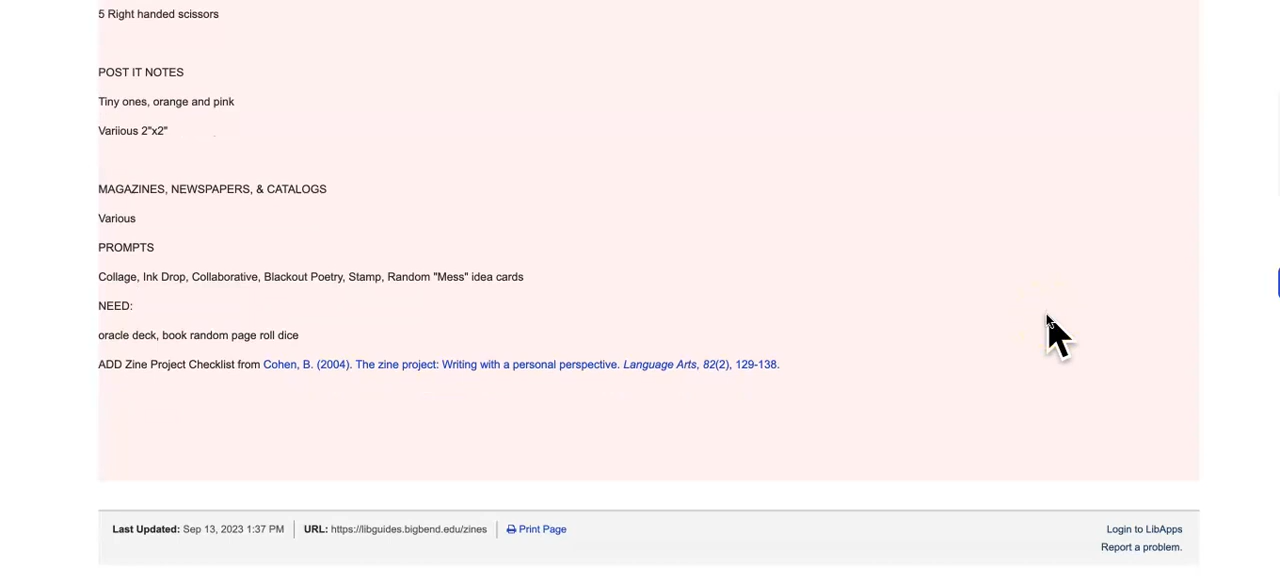 5 Right handed scissors
POST IT NOTES
Tiny ones, orange and pink
Variious 2"x2"
MAGAZINES, NEWSPAPERS, & CATALOGS
Various
PROMPTS
Collage, Ink Drop, Collaborative, Blackout Poetry, Stamp, Random "Mess" idea cards
NEED:
oracle deck, book random page roll dice
ADD Zine Project Checklist from Cohen, B. (2004). The zine project: Writing with a personal perspective. Language Arts, 82(2), 129-138.
Last Updated: Sep 13, 2023 1:37 PM URL: https://libguides.bigbend.edu/zines Print Page Login to LibApps
Report a problem.